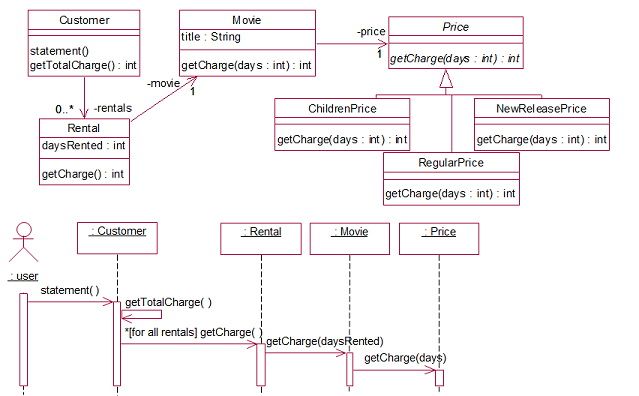 Customer
statement()
getTotalCharge() : int
Movie
title : String
getCharge(days : int) : int
-price
1
Price
getCharge(days : int) : int
-movie
1
0..*
-rentals
Rental
daysRented : int
getCharge() : int
ChildrenPrice
getCharge(days : int) : int
NewReleasePrice
getCharge(days : int) : int
RegularPrice
getCharge(days : int) : int
: user
: Customer
: Rental
: Movie
: Price
statement( )
getTotalCharge( )
*[for all rentals] getCharge( )
getCharge(daysRented)
getCharge(days)